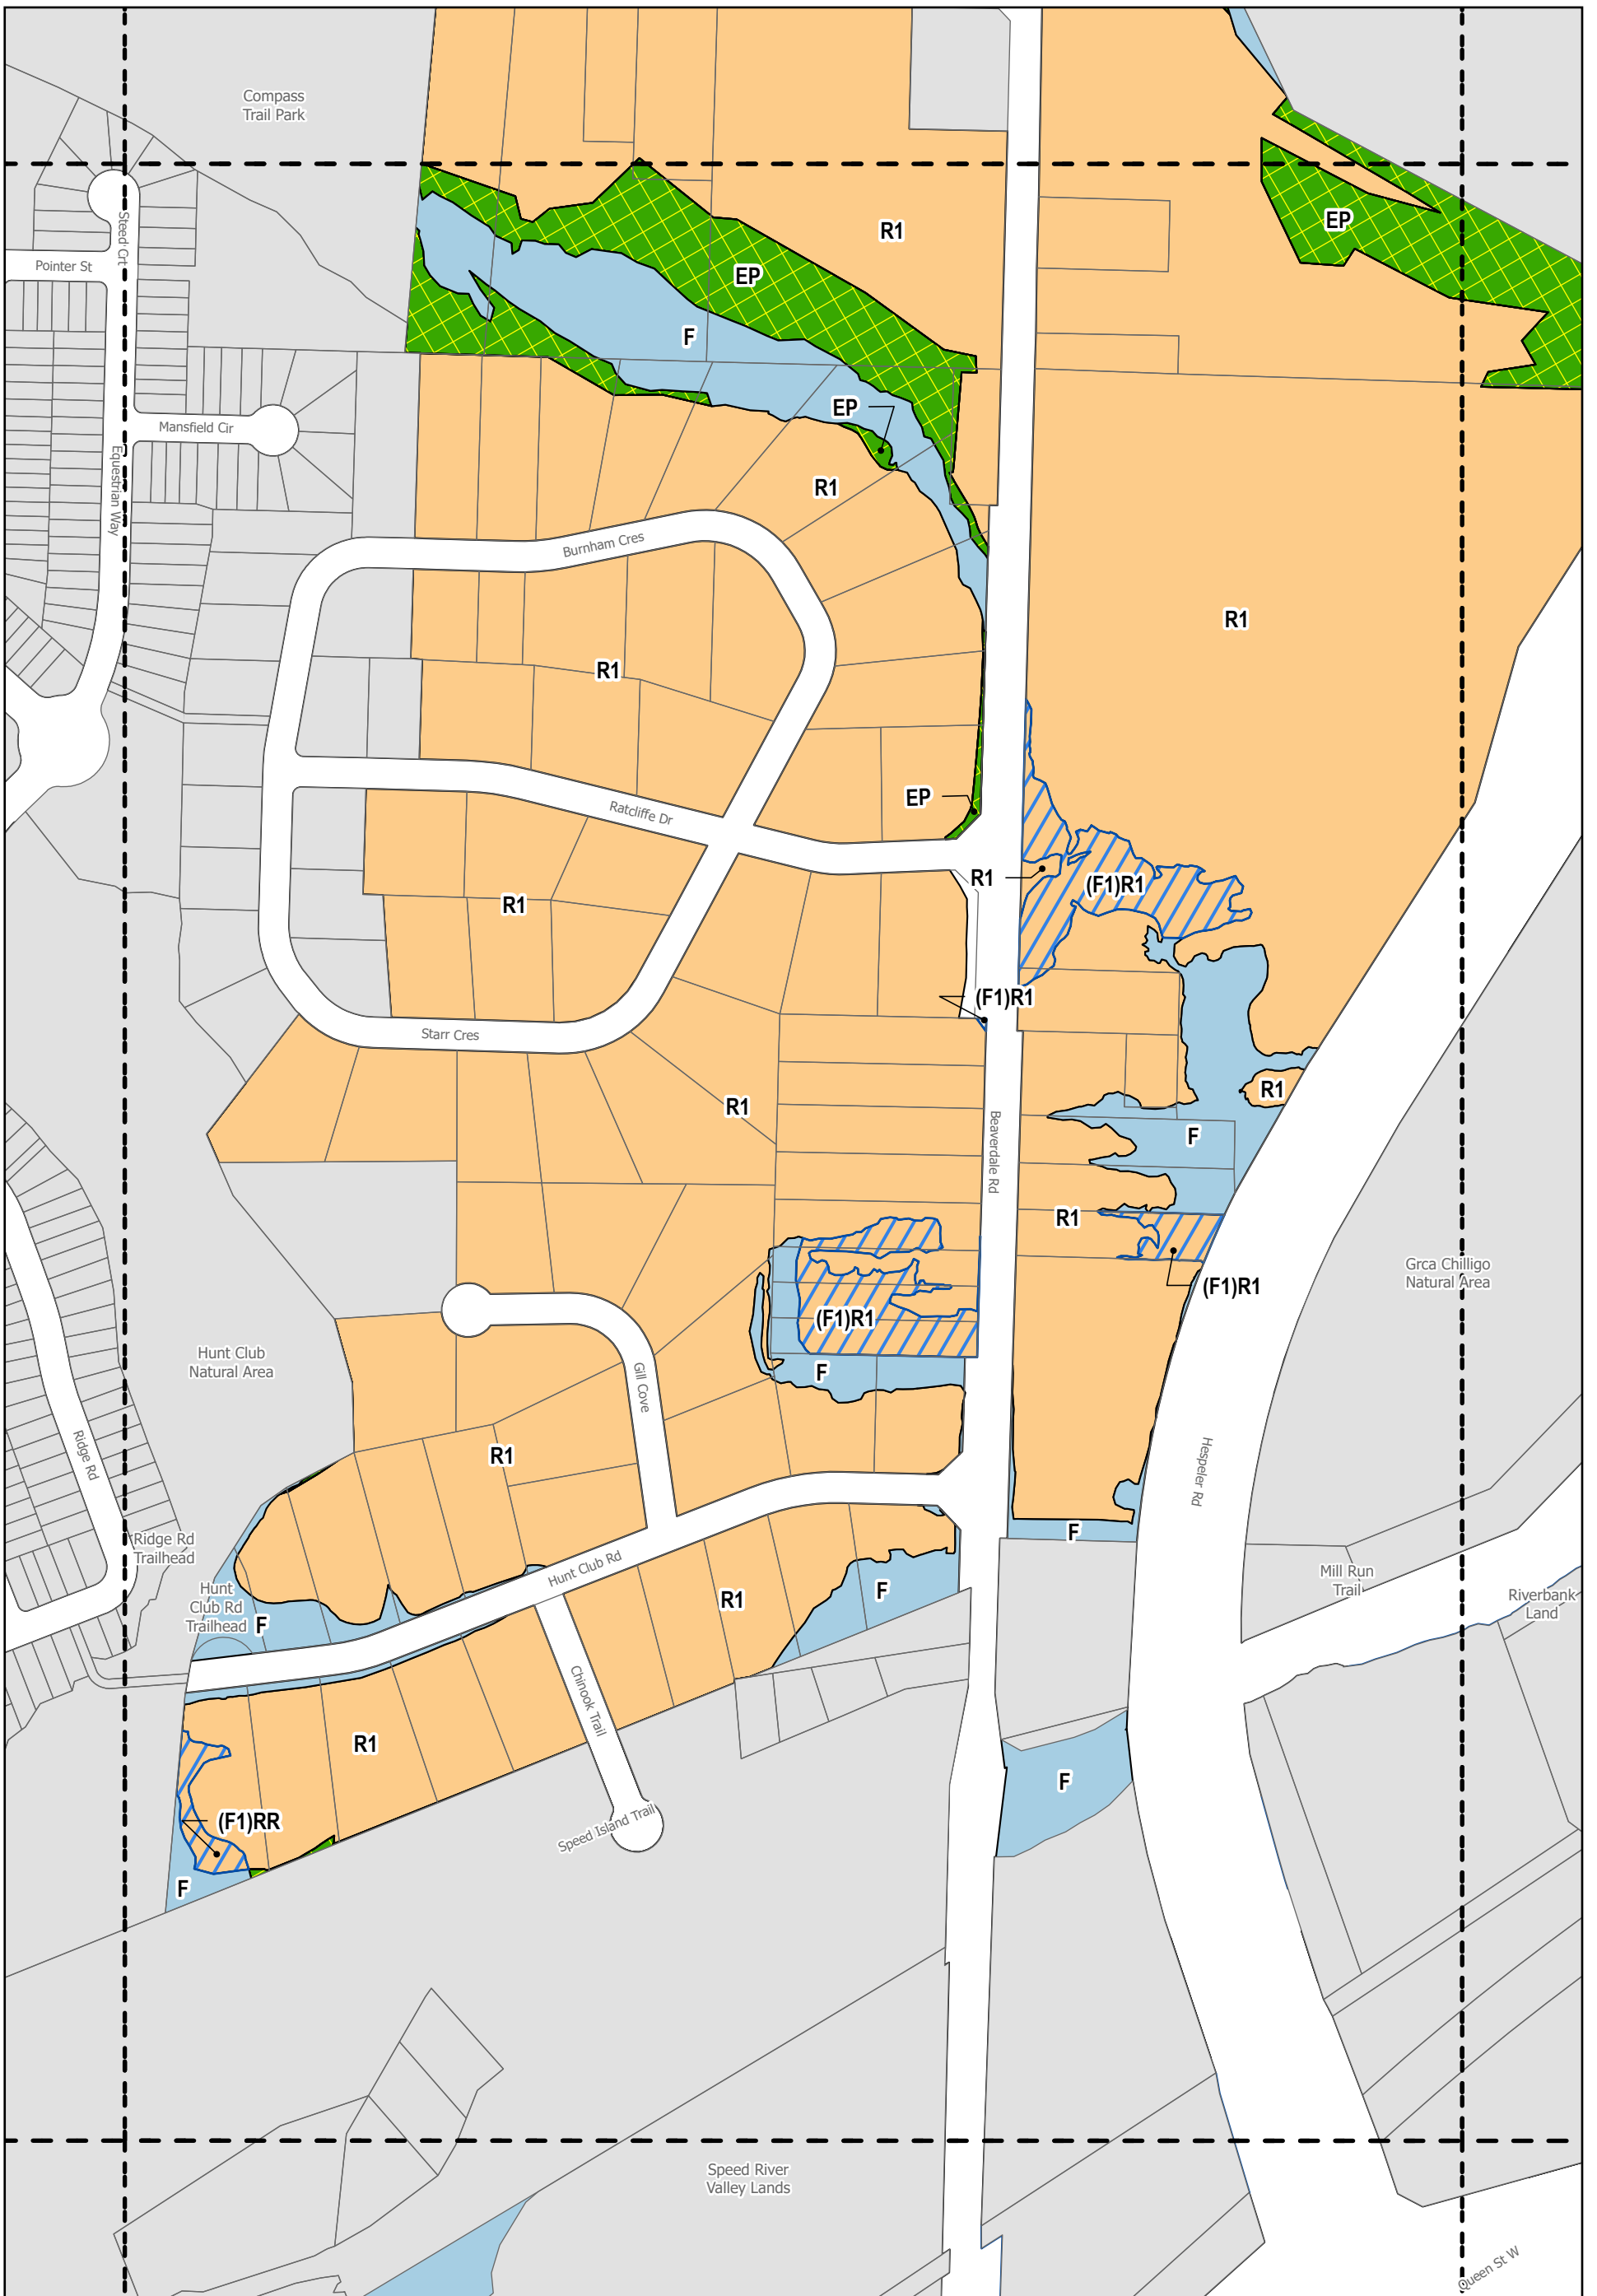 Compass
Trail Park
Steed Crt
R1
EP
Pointer St
EP
F
EP
Mansfield Cir
Equestrian Way
R1
Burnham Cres
R1
R1
EP
Ratcliffe Dr
R1
(F1)R1
R1
(F1)R1
Starr Cres
R1
R1
Beaverdale Rd
F
R1
Grca Chilligo
Natural Area
(F1)R1
(F1)R1
Hunt Club
Natural Area
F
Gill Cove
R1
Ridge Rd
Hespeler Rd
F
Ridge Rd
Trailhead
Hunt Club Rd
Mill Run
Trail
Hunt
Club Rd
Trailhead
F
R1
F
Riverbank
Land
Chinook Trail
R1
F
(F1)RR
Speed Island Trail
F
Speed River
Valley Lands
Queen St W